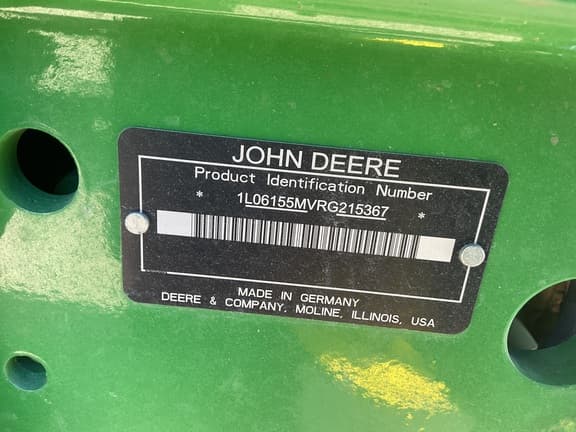 JOHN DEERE
Product Identification Number
* 1L06155MVRG215367 *
MADE IN GERMANY
DEERE & COMPANY, MOLINE, ILLINOIS, USA